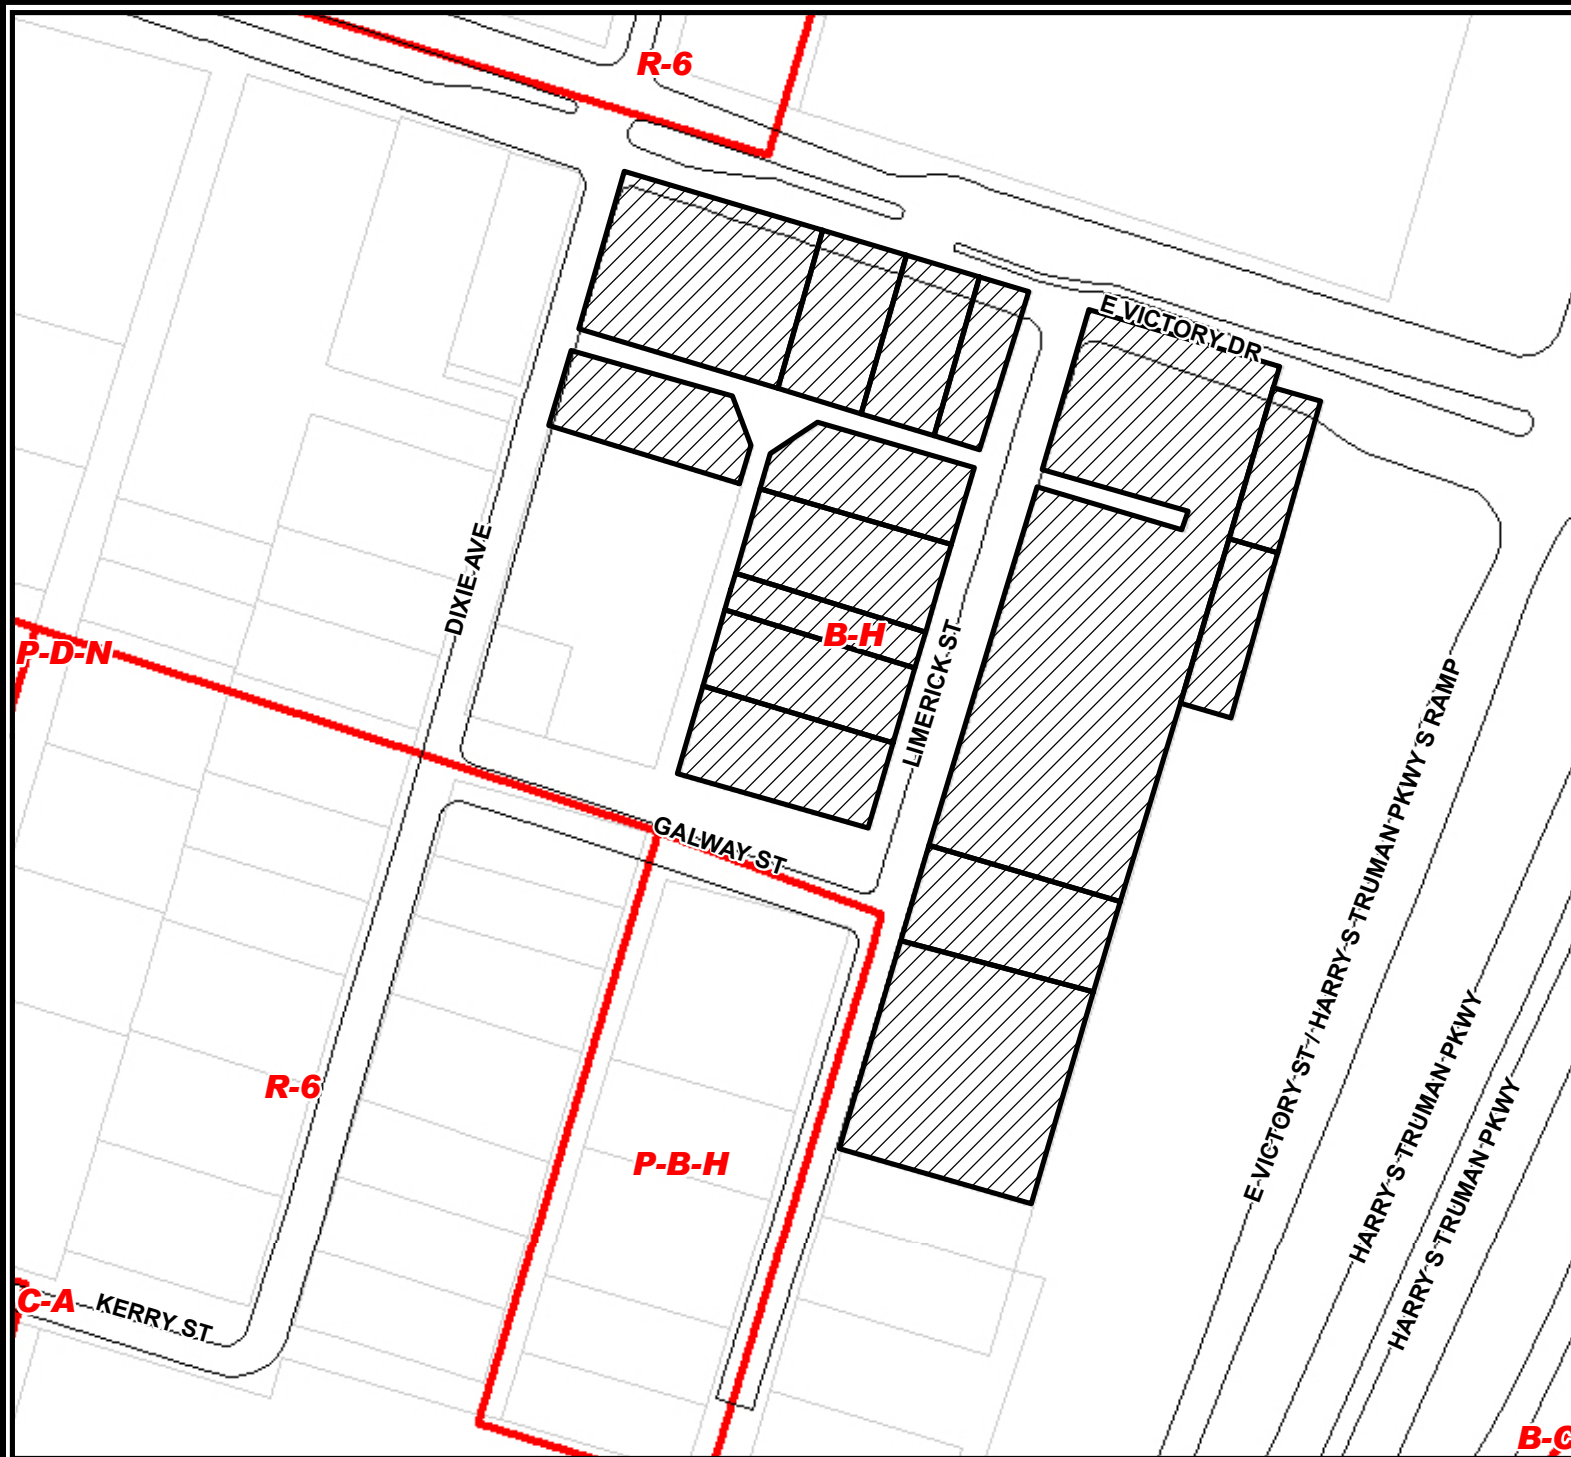 R-6
E VICTORY DR
DIXIE AVE
P-D-N
B-H
LIMERICK ST
GALWAY ST
E VICTORY ST / HARRY S TRUMAN PKWY S RAMP
HARRY S TRUMAN PKWY
HARRY S TRUMAN PKWY
R-6
P-B-H
C-A
KERRY ST